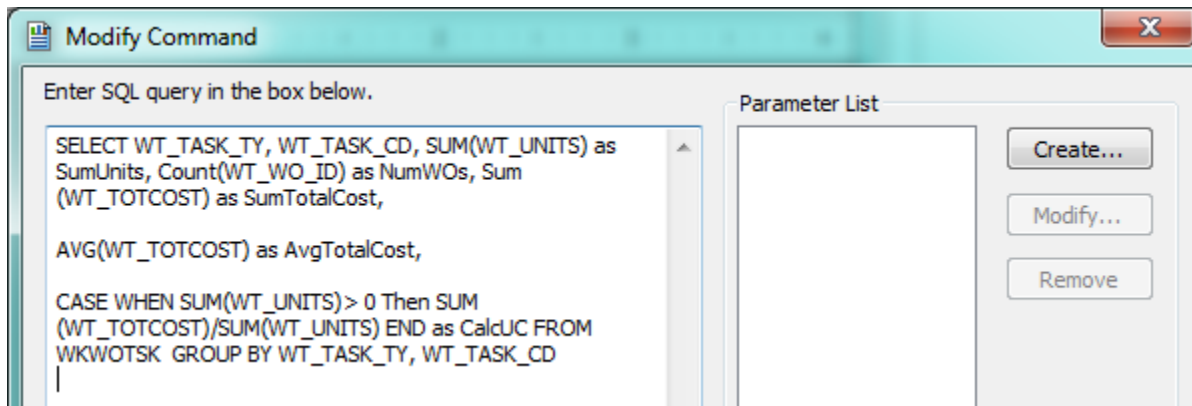 Modify Command
Enter SQL query in the box below.
SELECT WT_TASK_TY, WT_TASK_CD, SUM(WT_UNITS) as
SumUnits, Count(WT_WO_ID) as NumWOs, Sum
(WT_TOTCOST) as SumTotalCost,
AVG(WT_TOTCOST) as AvgTotalCost,
CASE WHEN SUM(WT_UNITS)> 0 Then SUM
(WT_TOTCOST)/SUM(WT_UNITS) END as CalcUC FROM
WKWOTSK  GROUP BY WT_TASK_TY, WT_TASK_CD
Parameter List
Create...
Modify...
Remove